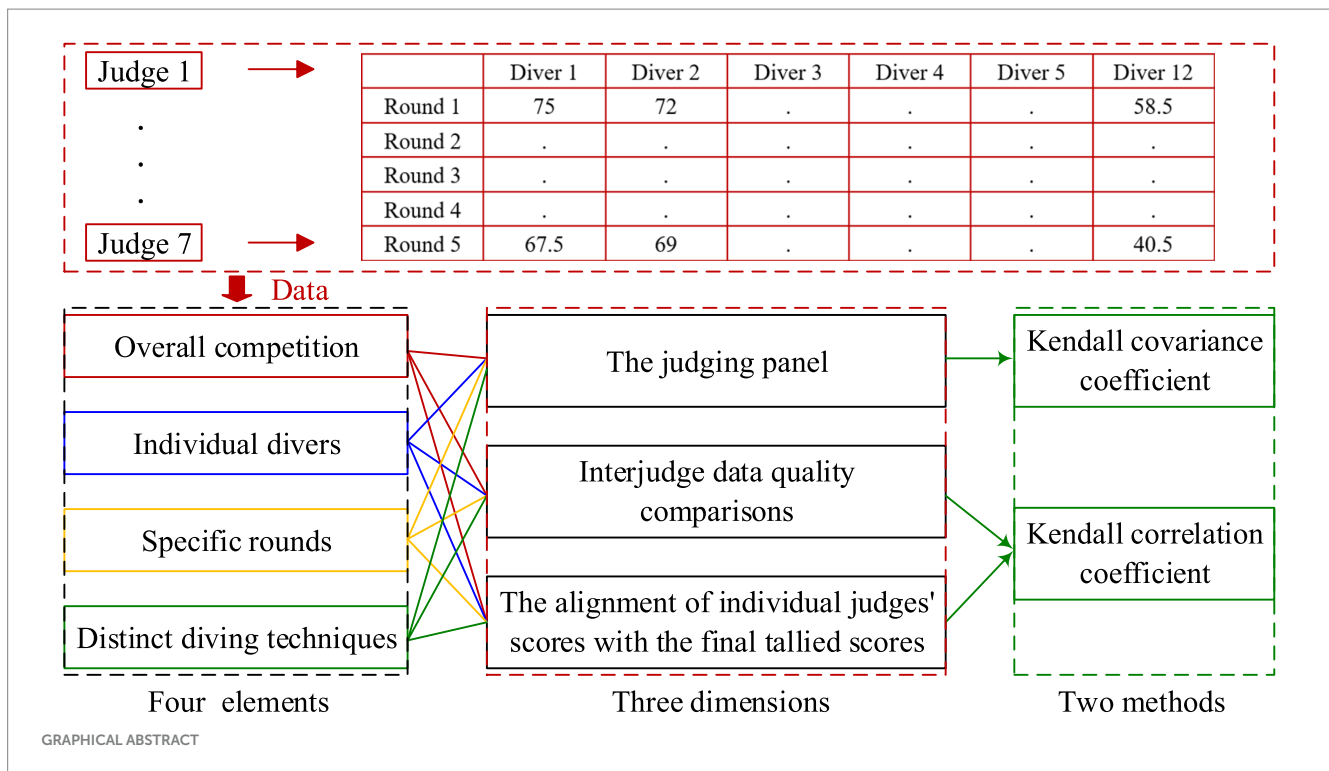 Judge 1
.
.
.
Judge 7
Diver 1 Diver 2 Diver 3 Diver 4 Diver 5 Diver 12
Round 1 75 72 . . . 58.5
Round 2 . . . . . .
Round 3 . . . . . .
Round 4 . . . . . .
Round 5 67.5 69 . . . 40.5
Data
Overall competition
Individual divers
Specific rounds
Distinct diving techniques
Four elements
The judging panel
Interjudge data quality
comparisons
The alignment of individual judges'
scores with the final tallied scores
Three dimensions
Kendall covariance
coefficient
Kendall correlation
coefficient
Two methods
GRAPHICAL ABSTRACT